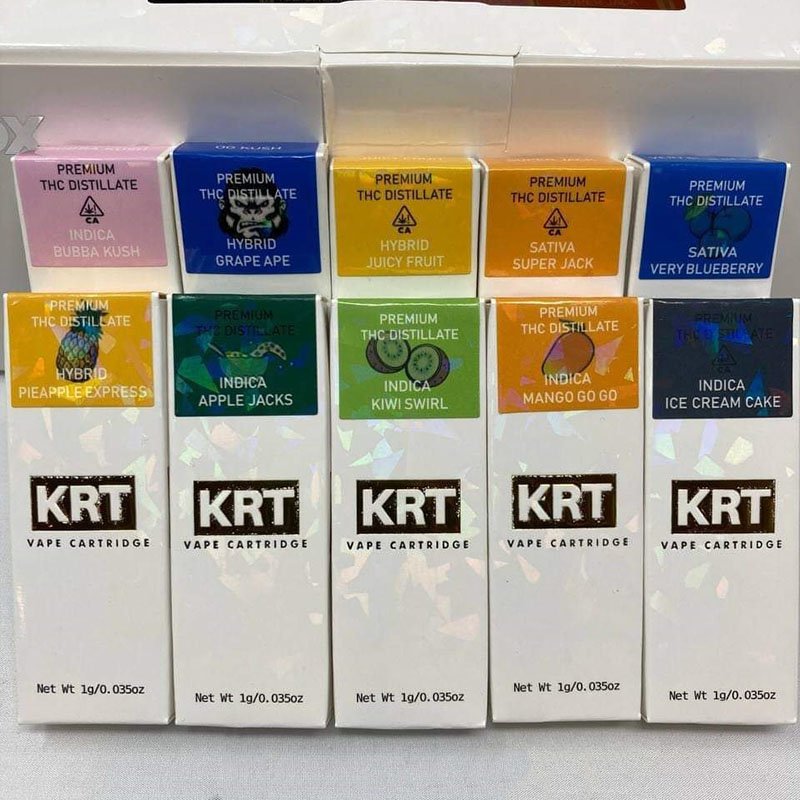 X
PREMIUM
THC DISTILLATE
CA
INDICA
BUBBA KUSH
OG KUSH
PREMIUM
THC DISTILLATE
HYBRID
GRAPE APE
PREMIUM
THC DISTILLATE
CA
HYBRID
JUICY FRUIT
PREMIUM
THC DISTILLATE
CA
SATIVA
SUPER JACK
PREMIUM
THC DISTILLATE
SATIVA
VERY BLUEBERRY
PREMIUM
THC DISTILLATE
HYBRID
PIEAPPLE EXPRESS
KRT
VAPE CARTRIDGE
Net Wt 1g/0.035oz
PREMIUM
THC DISTILLATE
INDICA
APPLE JACKS
KRT
VAPE CARTRIDGE
Net Wt 1g/0.035oz
PREMIUM
THC DISTILLATE
INDICA
KIWI SWIRL
KRT
VAPE CARTRIDGE
Net Wt 1g/0.035oz
PREMIUM
THC DISTILLATE
INDICA
MANGO GO GO
KRT
VAPE CARTRIDGE
Net Wt 1g/0.035oz
PREMIUM
THC DISTILLATE
CA
INDICA
ICE CREAM CAKE
KRT
VAPE CARTRIDGE
Net Wt 1g/0.035oz